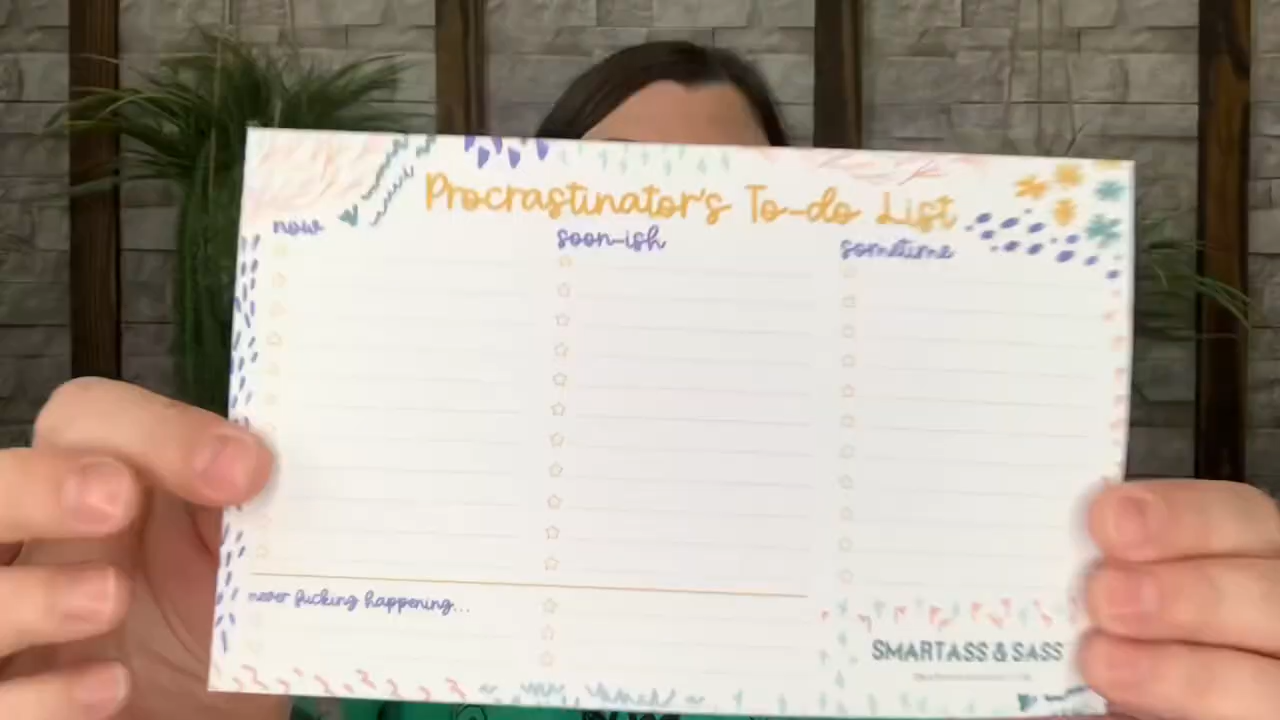 Procrastinator's To-do List
now
soon-ish
sometime
never fucking happening...
SMARTASS & SASS